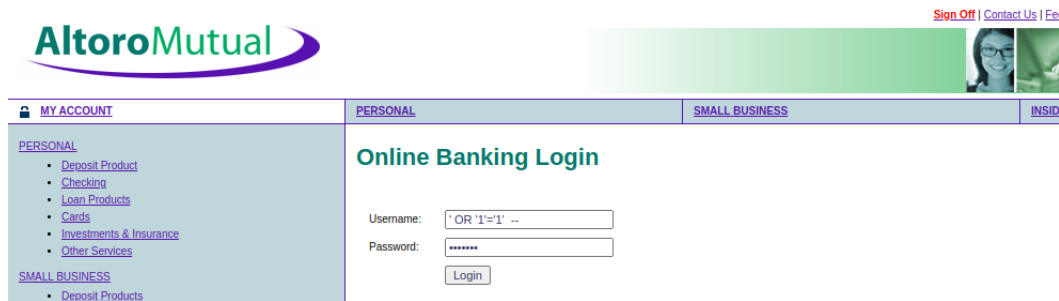 Sign Off | Contact Us | Fe
AltoroMutual
MY ACCOUNT
PERSONAL
SMALL BUSINESS
INSID
PERSONAL
Deposit Product
Checking
Loan Products
Cards
Investments & Insurance
Other Services
SMALL BUSINESS
Deposit Products
Online Banking Login
Username: ' OR '1'='1' --
Password: •••••••
Login